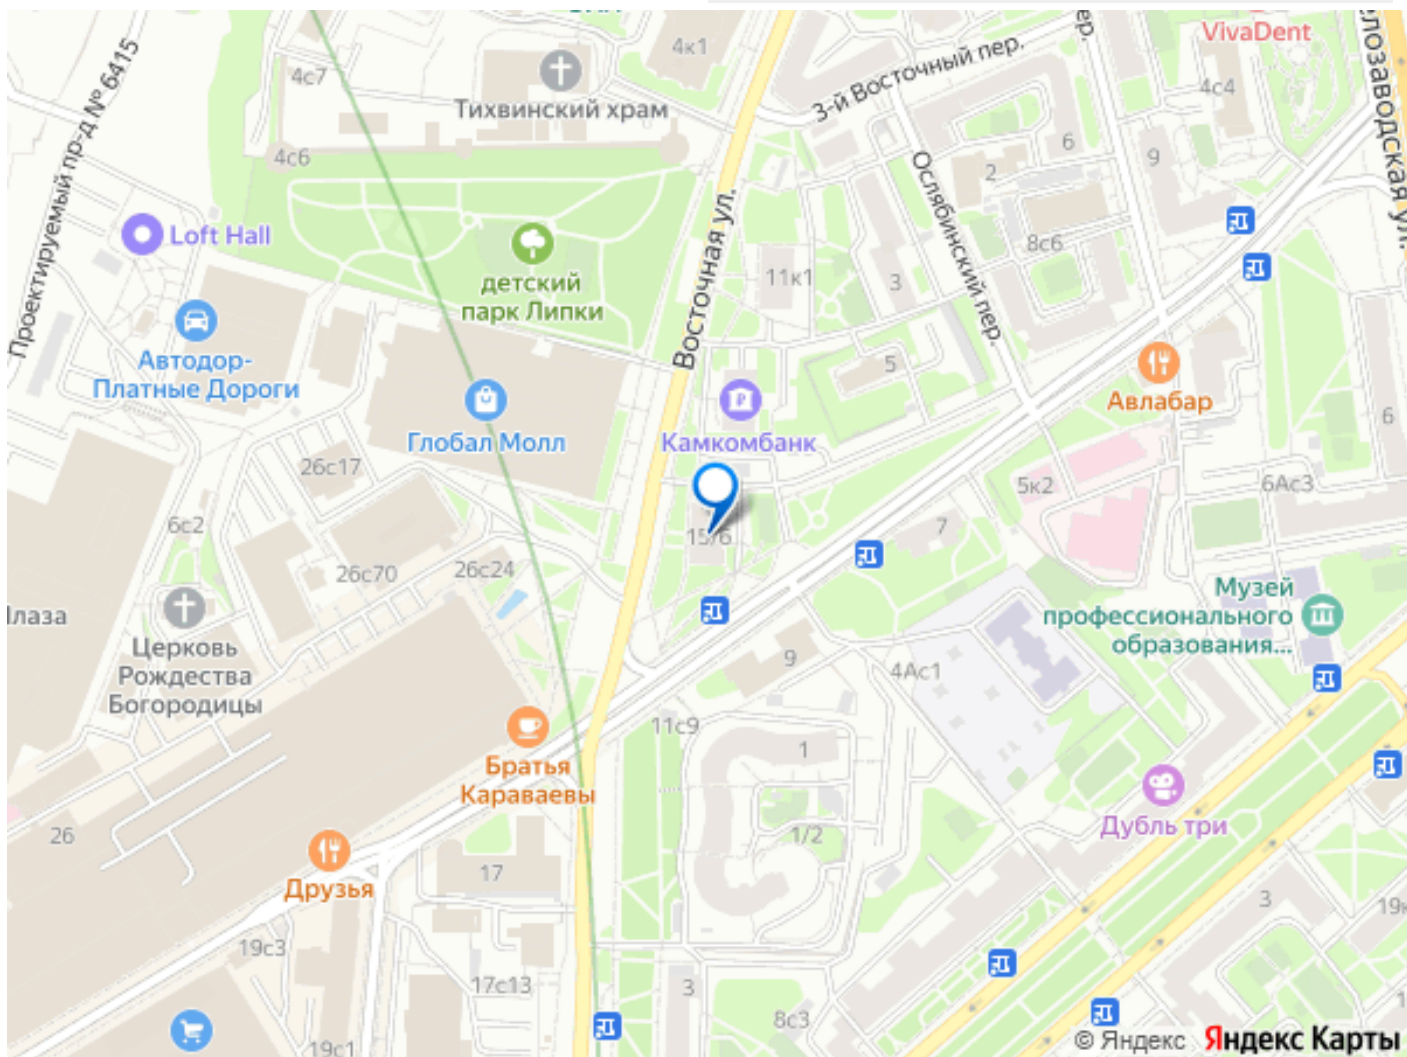 VivaDent
4к1
пер.
3-й Восточный пер.
Проектируемый пр-д № 6415
4с7
4с4
Тихвинский храм
4с6
6
9
2
Ослябинский пер.
Восточная ул.
Loft Hall
8с6
детский
парк Липки
11к1
3
Автодор-
Платные Дороги
5
Авлабар
6
Глобал Молл
Камкомбанк
26с17
5к2
6Ас3
6с2
15/6
7
26с70
26с24
Плаза
Музей
профессионального
образования...
Церковь
Рождества
Богородицы
9
4Ас1
11с9
1
Братья
Караваевы
26
1/2
Дубль три
17
Друзья
3
19с3
17с13
3
8с3
19с1
© Яндекс Яндекс Карты